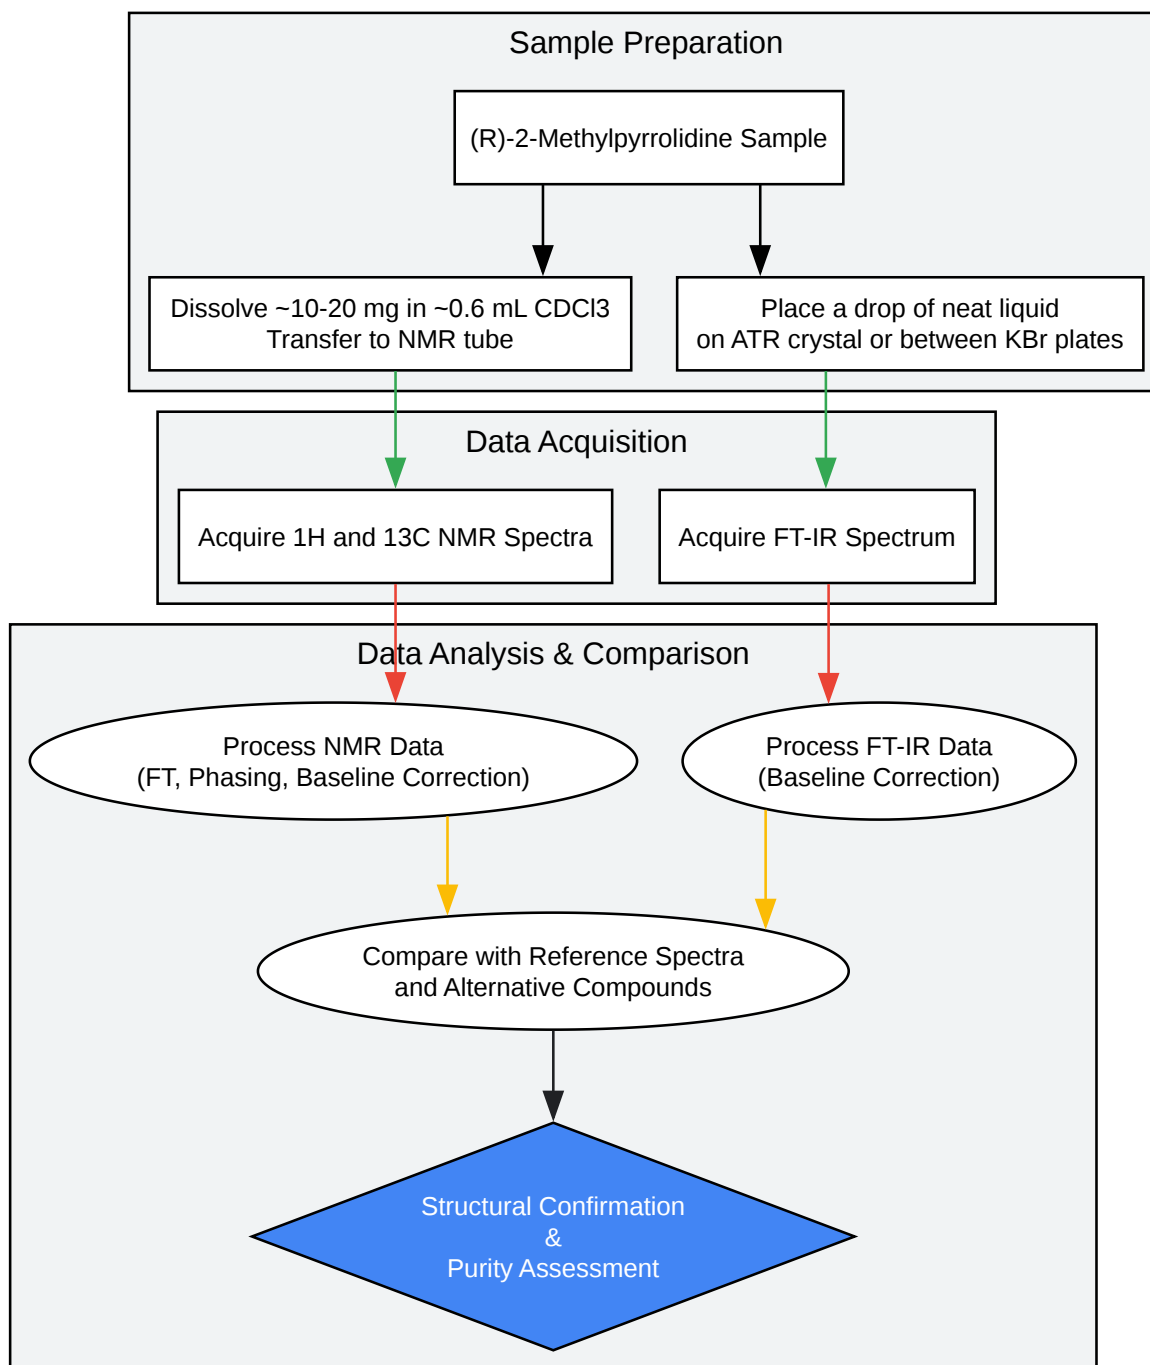 Sample Preparation
(R)-2-Methylpyrrolidine Sample
Dissolve ~10-20 mg in ~0.6 mL CDCl3
Transfer to NMR tube
Place a drop of neat liquid
on ATR crystal or between KBr plates
Data Acquisition
Acquire 1H and 13C NMR Spectra
Acquire FT-IR Spectrum
Data Analysis & Comparison
Process NMR Data
(FT, Phasing, Baseline Correction)
Process FT-IR Data
(Baseline Correction)
Compare with Reference Spectra
and Alternative Compounds
Structural Confirmation
&
Purity Assessment